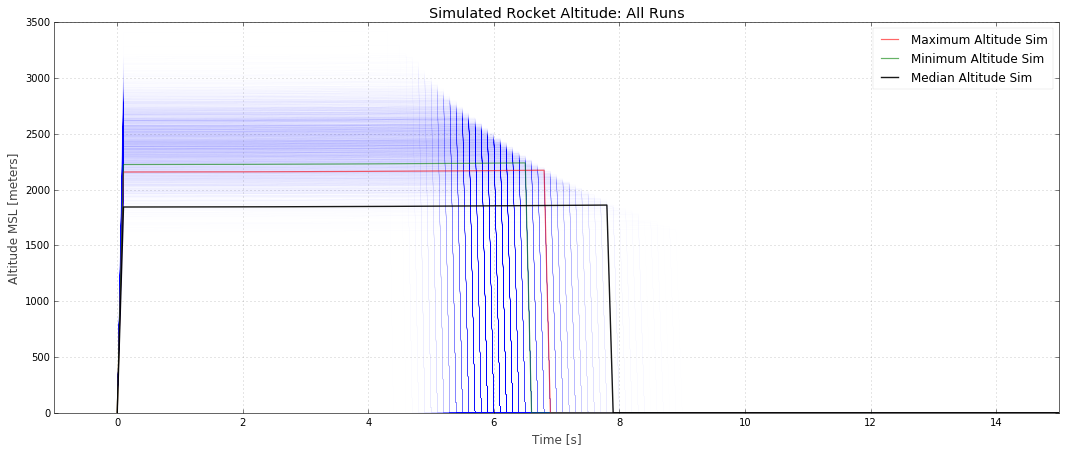 Simulated Rocket Altitude: All Runs
Altitude MSL [meters]
3500
3000
2500
2000
1500
1000
500
0
Maximum Altitude Sim
Minimum Altitude Sim
Median Altitude Sim
0 2 4 6 8 10 12 14
Time [s]